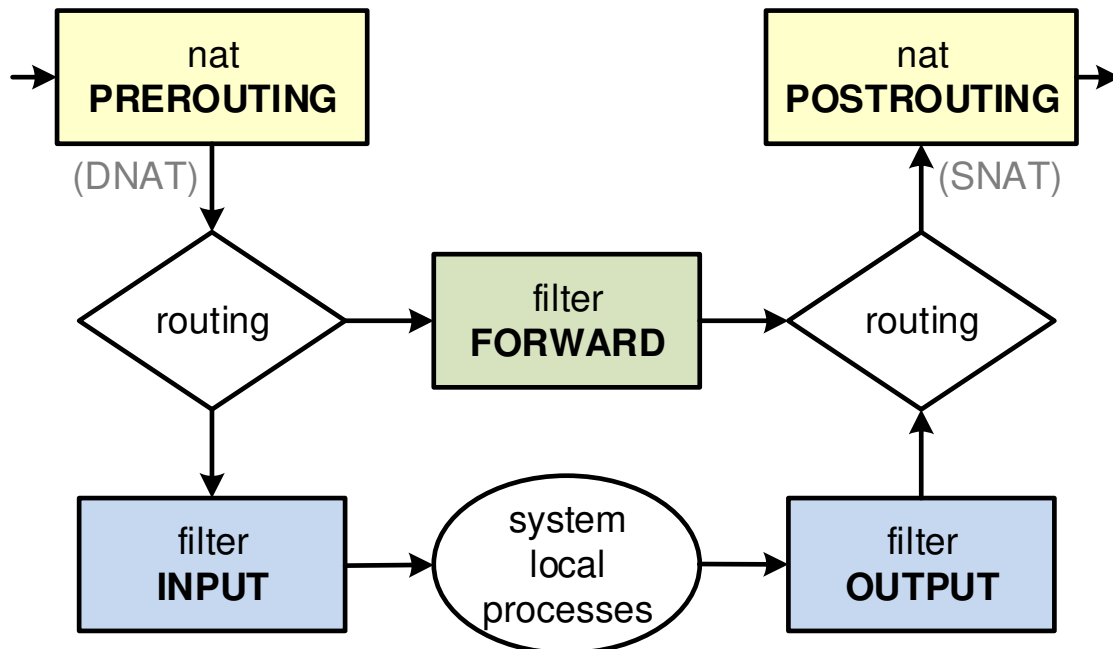 nat
PREROUTING
nat
POSTROUTING
(DNAT)
(SNAT)
routing
filter
FORWARD
routing
filter
INPUT
system
local
processes
filter
OUTPUT